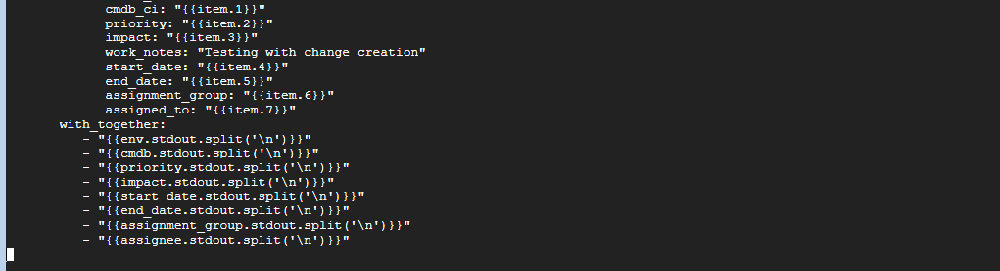 cmdb_ci: "{{item.1}}"
priority: "{{item.2}}"
impact: "{{item.3}}"
work_notes: "Testing with change creation"
start_date: "{{item.4}}"
end_date: "{{item.5}}"
assignment_group: "{{item.6}}"
assigned_to: "{{item.7}}"
with_together:
- "{{env.stdout.split('\n')}}"
- "{{cmdb.stdout.split('\n')}}"
- "{{priority.stdout.split('\n')}}"
- "{{impact.stdout.split('\n')}}"
- "{{start_date.stdout.split('\n')}}"
- "{{end_date.stdout.split('\n')}}"
- "{{assignment_group.stdout.split('\n')}}"
- "{{assignee.stdout.split('\n')}}"